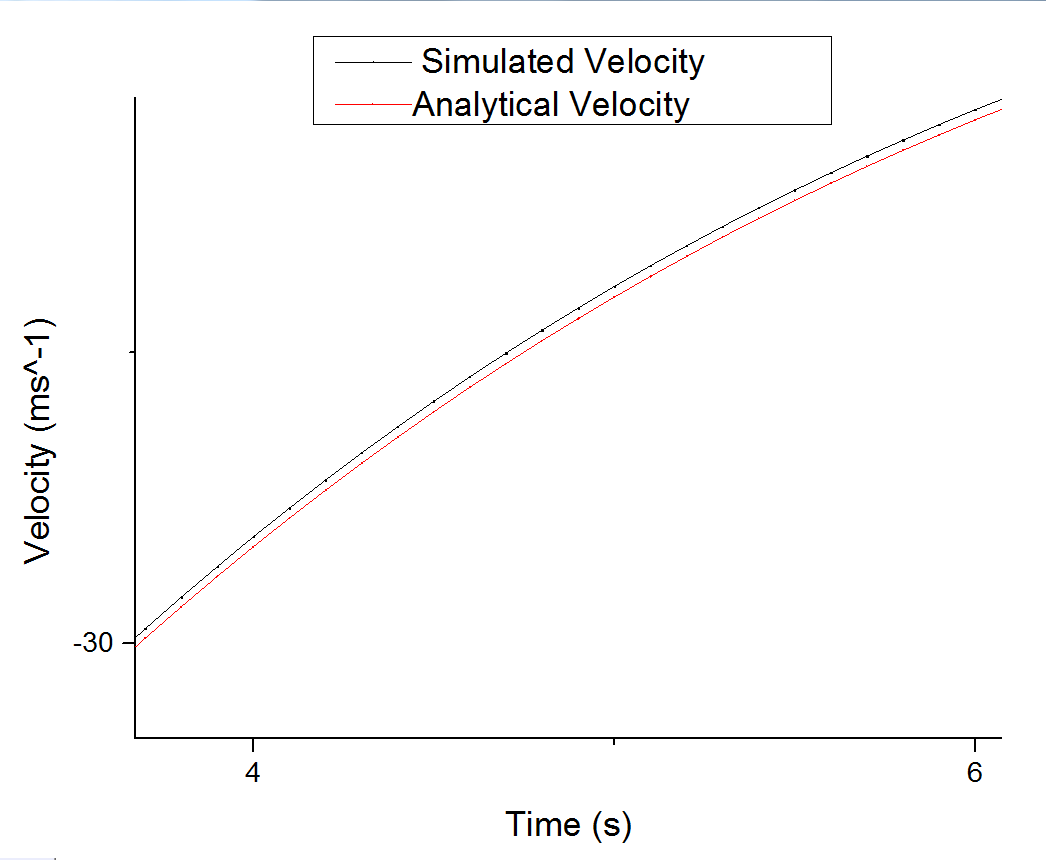 Simulated Velocity
Analytical Velocity
Velocity (ms^-1)
-30
4
6
Time (s)